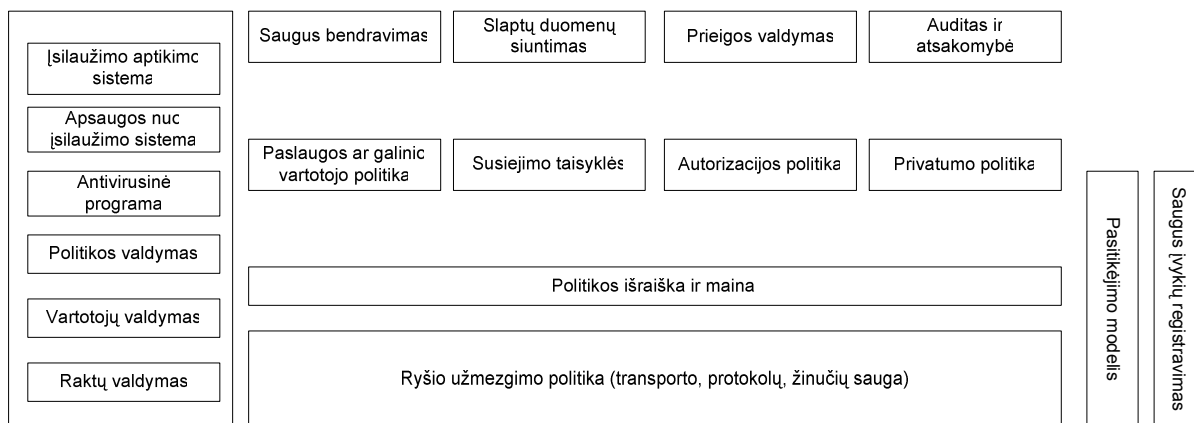 Įsilaužimo aptikimo
sistema
Apsaugos nuo
įsilaužimo sistema
Antivirusinė
programa
Politikos valdymas
Vartotojų valdymas
Raktų valdymas
Saugus bendravimas
Slaptų duomenų
siuntimas
Prieigos valdymas
Auditas ir
atsakomybė
Paslaugos ar galinio
vartotojo politika
Susiejimo taisyklės
Autorizacijos politika
Privatumo politika
Politikos išraiška ir maina
Ryšio užmezgimo politika (transporto, protokolų, žinučių sauga)
Pasitikėjimo modelis
Saugus įvykių registravimas